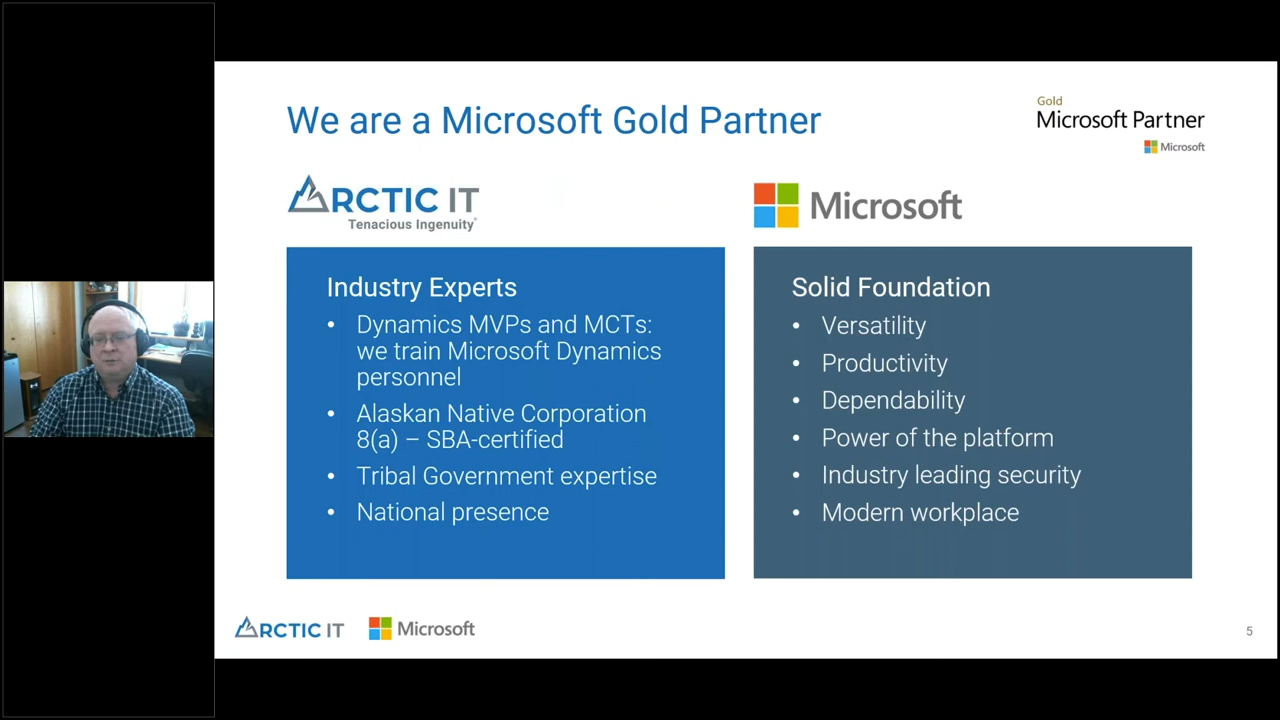 We are a Microsoft Gold Partner
Gold
Microsoft Partner
Microsoft
ARCTIC IT
Tenacious Ingenuity®
Microsoft
Industry Experts
• Dynamics MVPs and MCTs:
we train Microsoft Dynamics
personnel
• Alaskan Native Corporation
8(a) – SBA-certified
• Tribal Government expertise
• National presence
Solid Foundation
• Versatility
• Productivity
• Dependability
• Power of the platform
• Industry leading security
• Modern workplace
ARCTIC IT
Microsoft
5